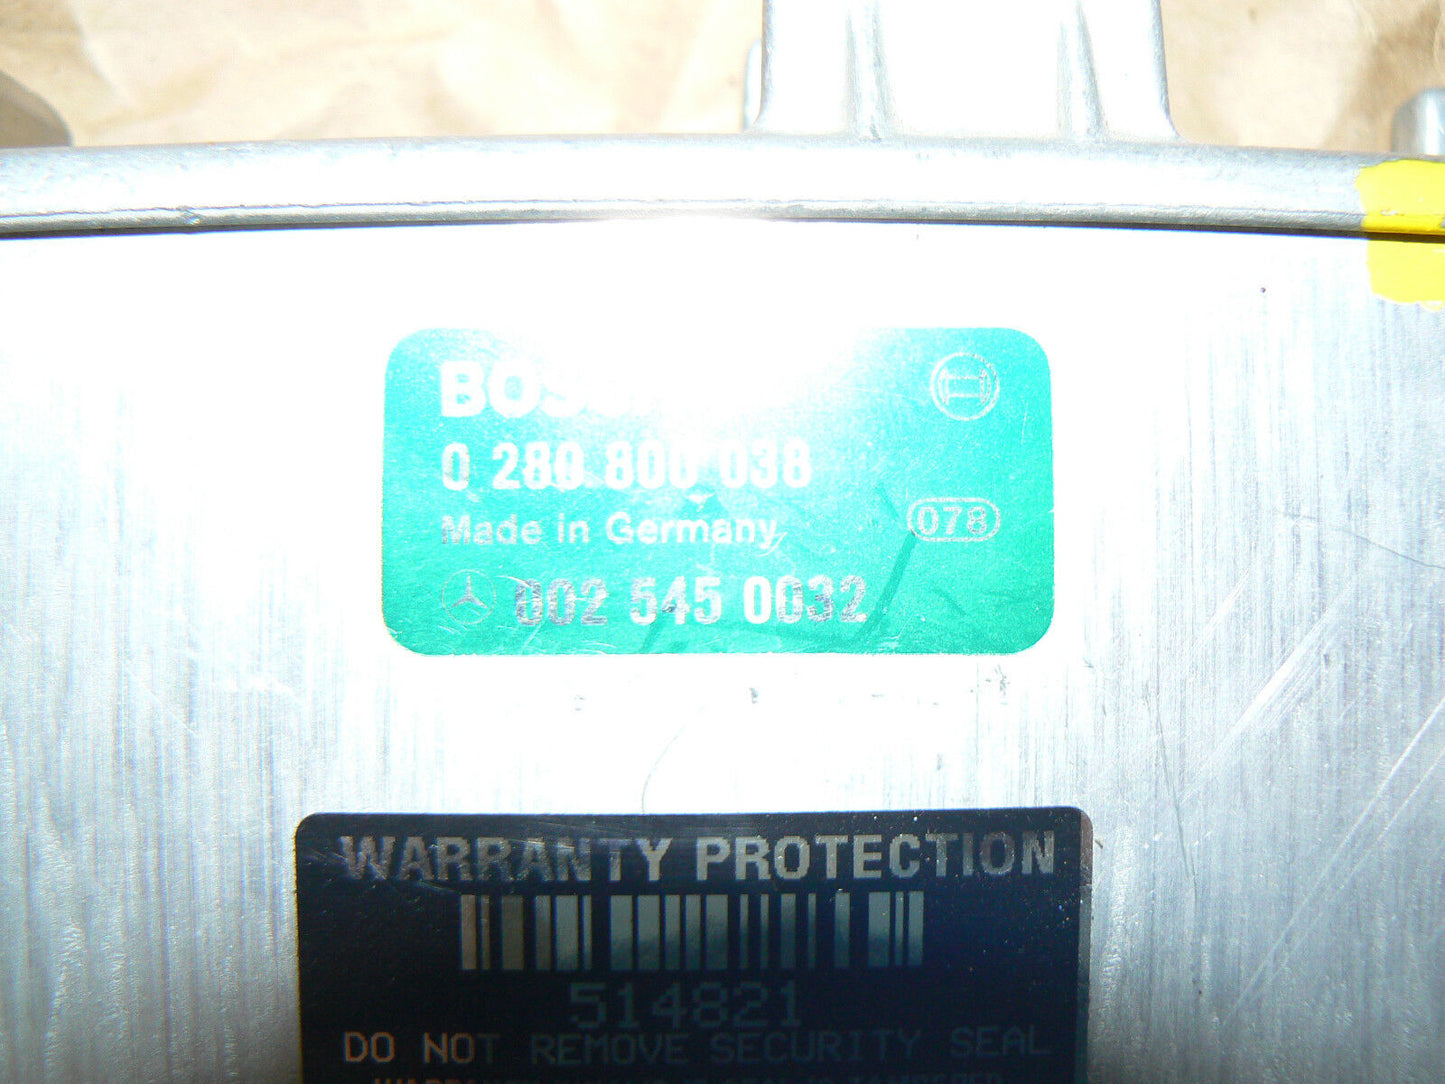 BOSCH
0 280 800 038
Made in Germany
078
002 545 0032
WARRANTY PROTECTION
514821
DO NOT REMOVE SECURITY SEAL